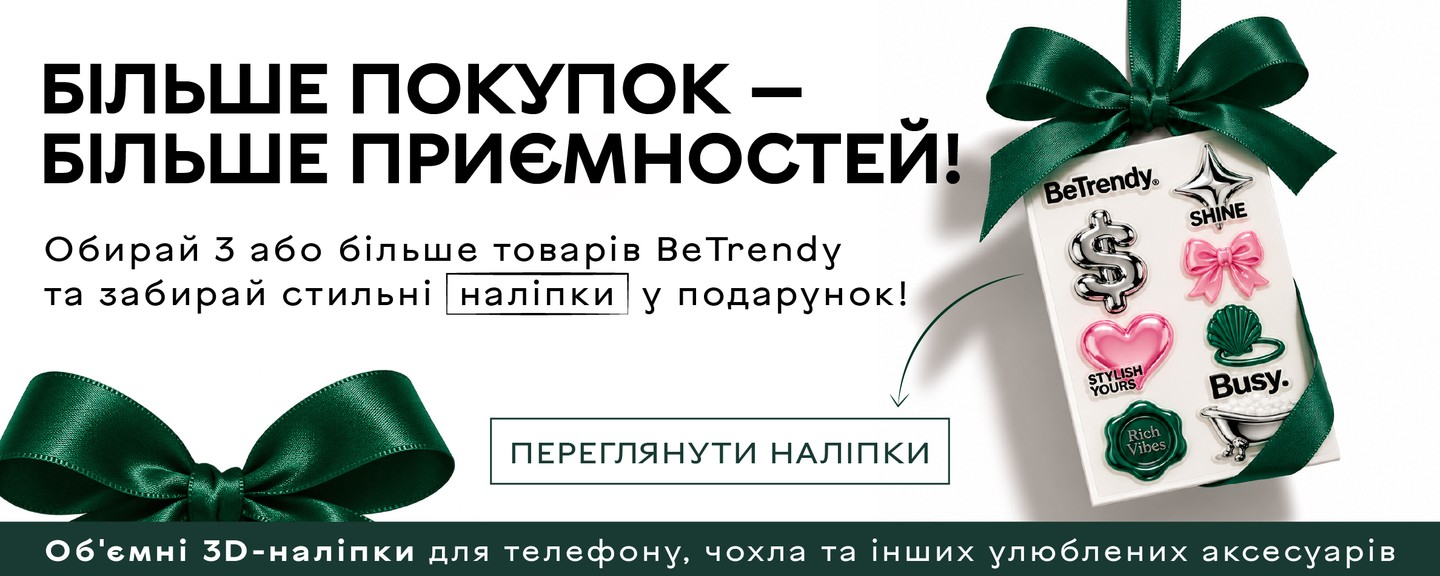 БІЛЬШЕ ПОКУПОК –
БІЛЬШЕ ПРИЄМНОСТЕЙ!
Обирай 3 або більше товарів BeTrendy
та забирай стильні наліпки у подарунок!
ПЕРЕГЛЯНУТИ НАЛІПКИ
BeTrendy®
SHINE
$
STYLISH
YOURS
Busy.
Rich
Vibes
Об'ємні 3D-наліпки для телефону, чохла та інших улюблених аксесуарів